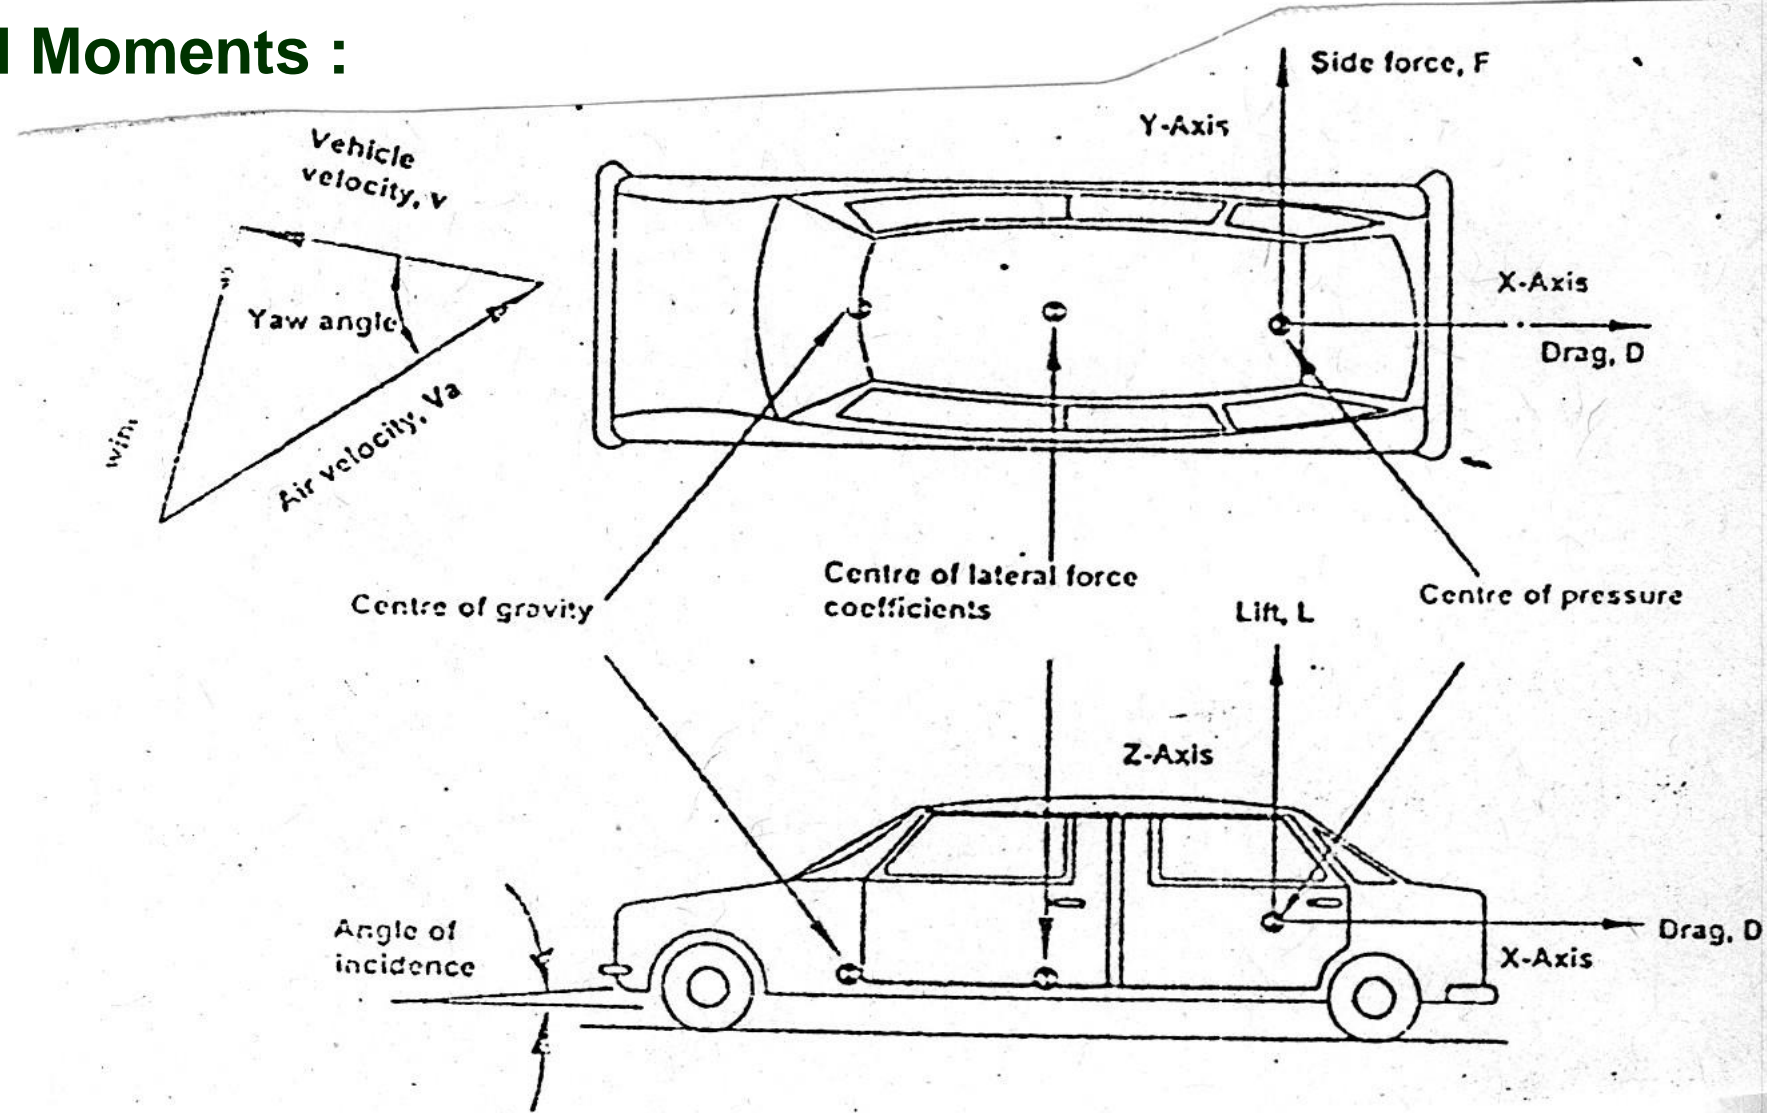 Moments :
Side force, F
Y-Axis
Vehicle
velocity, v
X-Axis
Yaw angle
Drag, D
Air velocity, Va
Centre of lateral force
coefficients
Centre of gravity
Centre of pressure
Lift, L
Z-Axis
Angle of
incidence
Drag, D
X-Axis